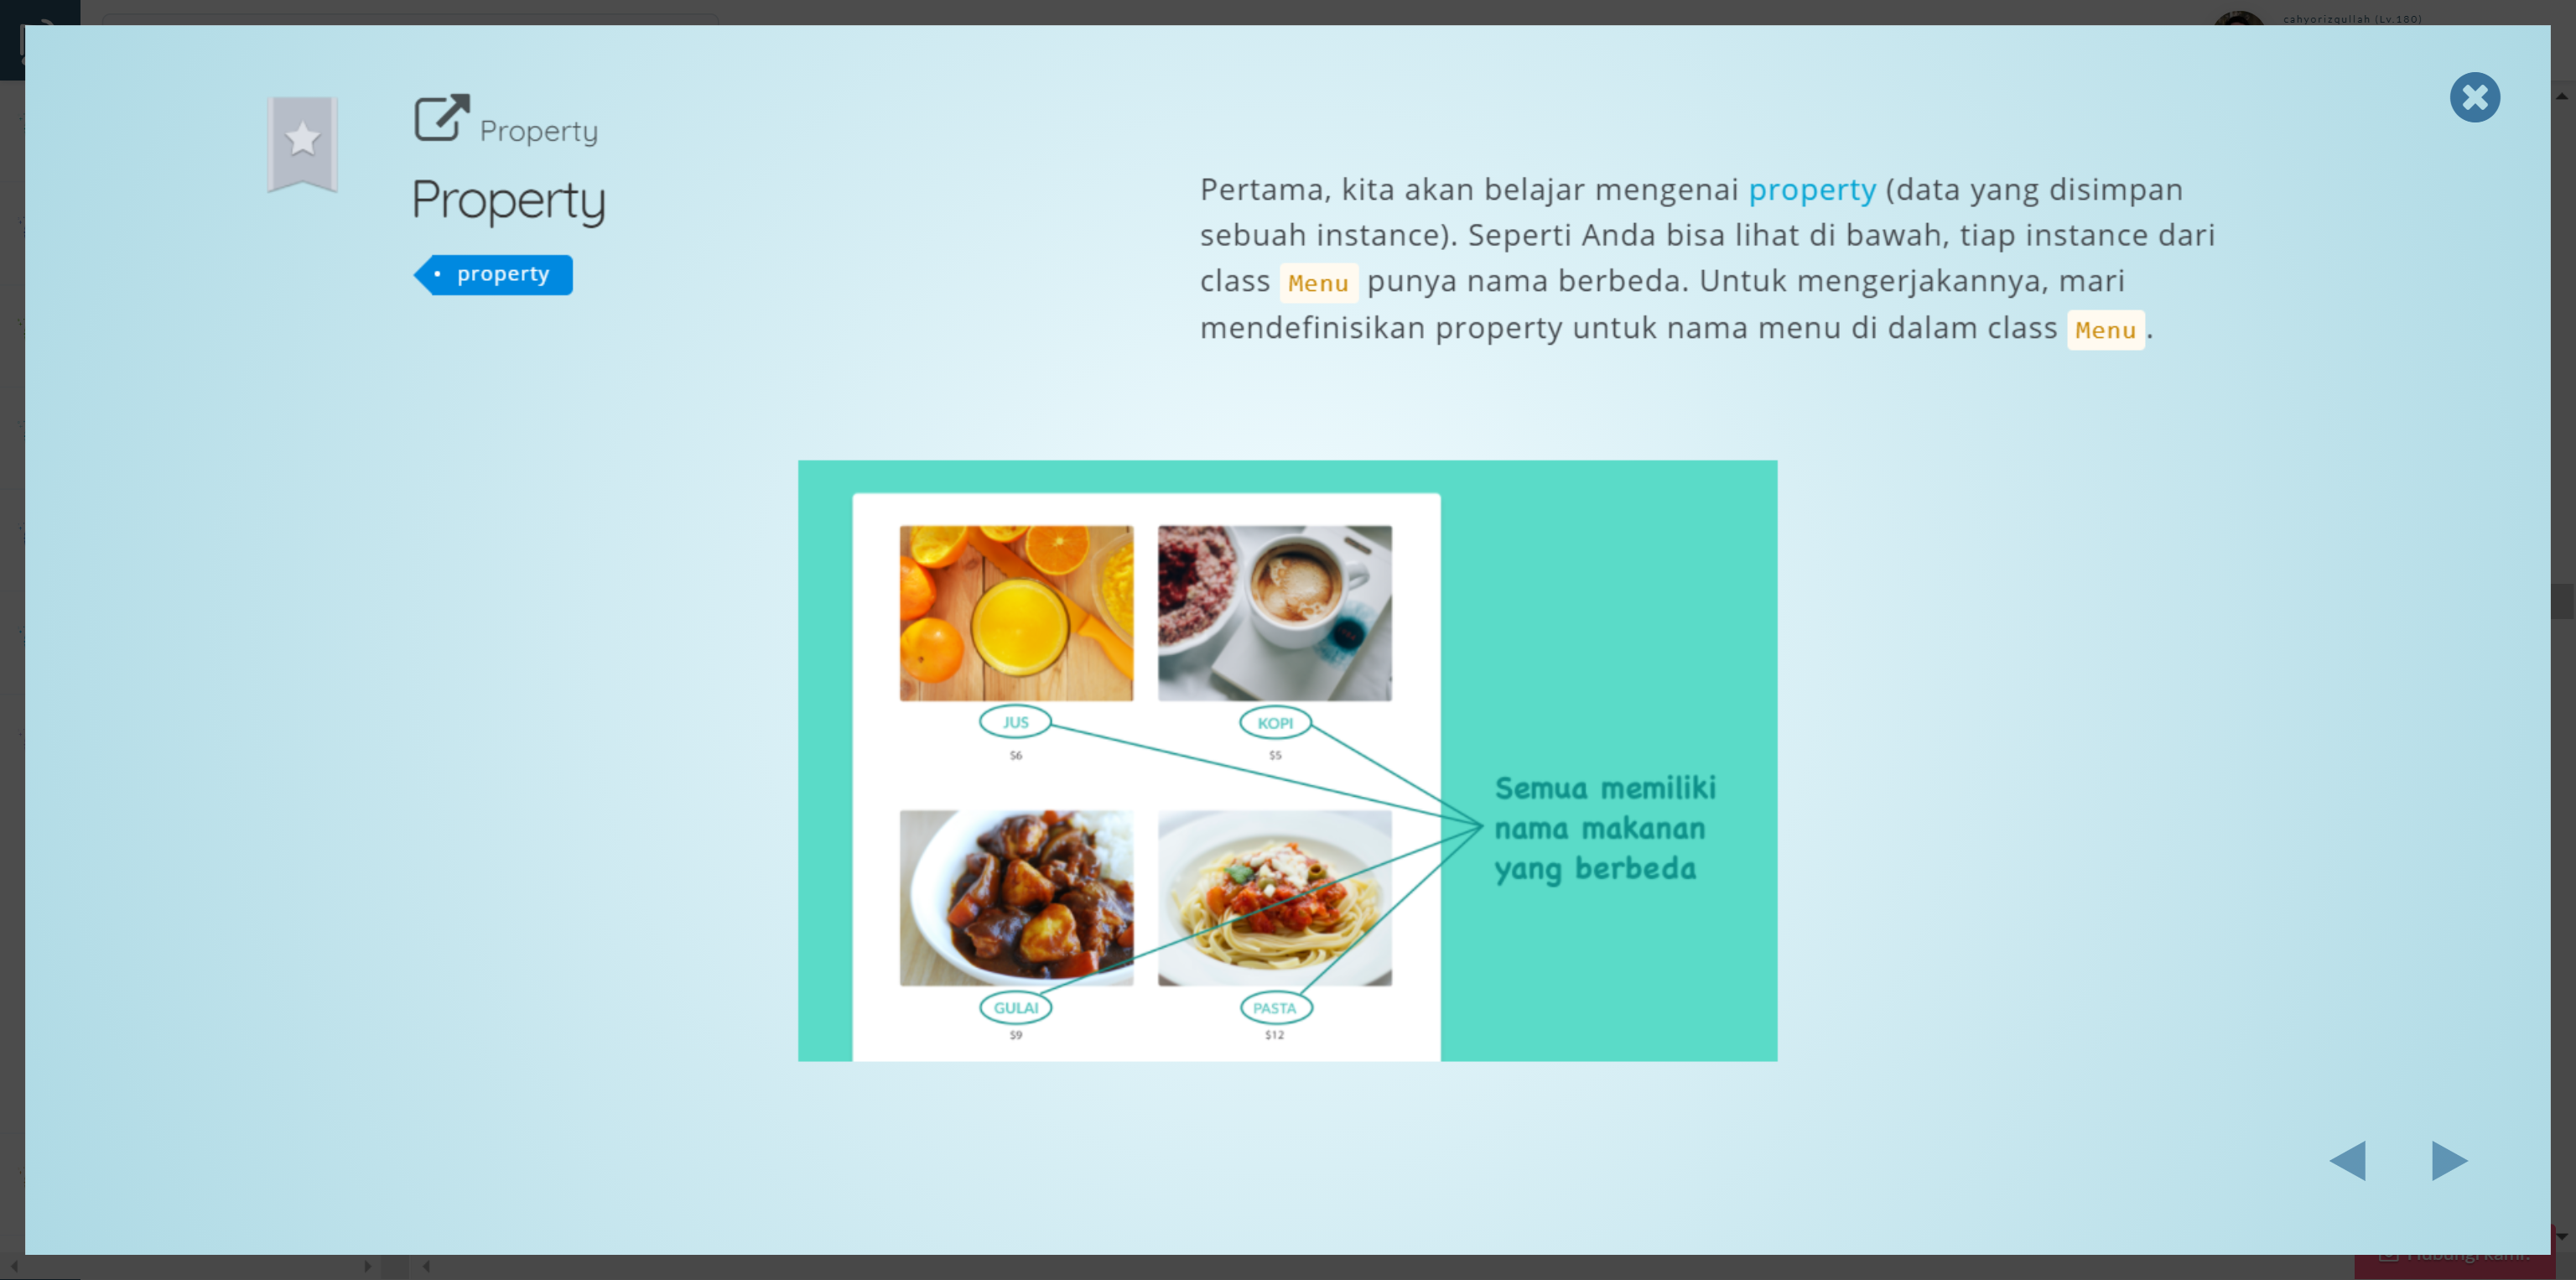 cahyorizqullah (Lv.180)
Property
Property
• property
Pertama, kita akan belajar mengenai property (data yang disimpan
sebuah instance). Seperti Anda bisa lihat di bawah, tiap instance dari
class Menu punya nama berbeda. Untuk mengerjakannya, mari
mendefinisikan property untuk nama menu di dalam class Menu.
JUS
$6
KOPI
$5
Semua memiliki
nama makanan
yang berbeda
GULAI
$9
PASTA
$12
Hubungi kami.